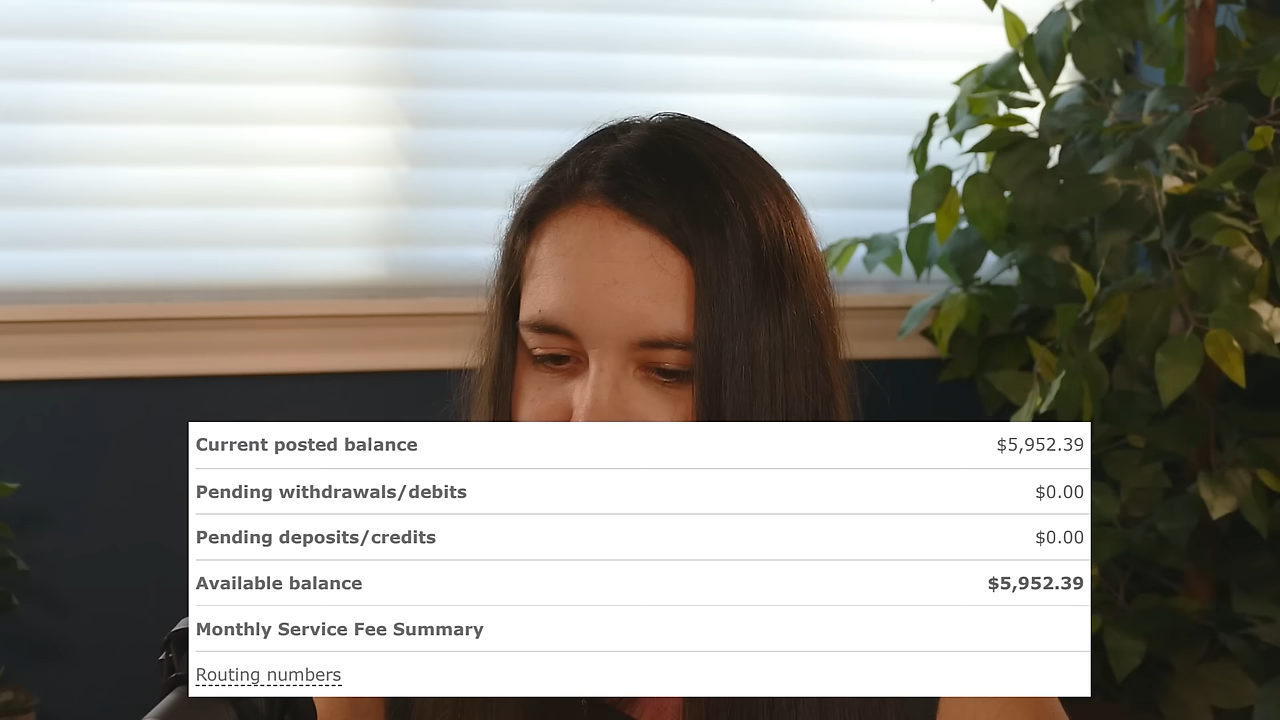 Current posted balance $5,952.39
Pending withdrawals/debits $0.00
Pending deposits/credits $0.00
Available balance $5,952.39
Monthly Service Fee Summary
Routing numbers